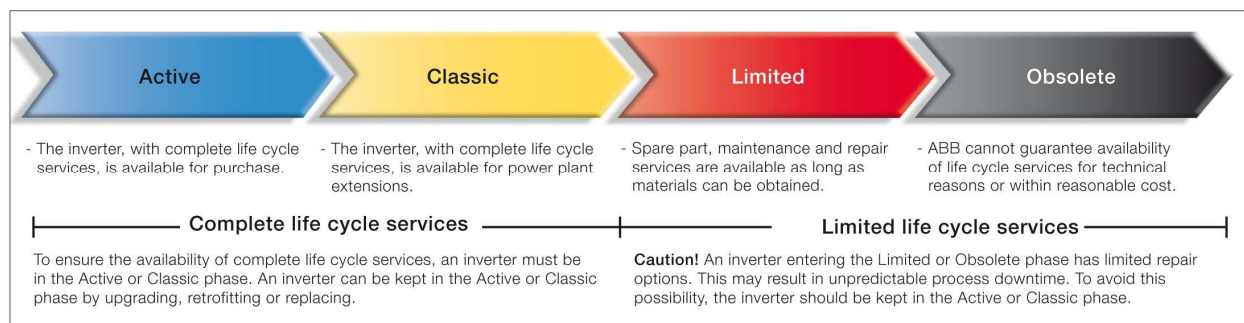 Active
Classic
Limited
Obsolete
- The inverter, with complete life cycle
services, is available for purchase.
- The inverter, with complete life cycle
services, is available for power plant
extensions.
- Spare part, maintenance and repair
services are available as long as
materials can be obtained.
- ABB cannot guarantee availability
of life cycle services for technical
reasons or within reasonable cost.
Complete life cycle services
Limited life cycle services
To ensure the availability of complete life cycle services, an inverter must be
in the Active or Classic phase. An inverter can be kept in the Active or Classic
phase by upgrading, retrofitting or replacing.
Caution! An inverter entering the Limited or Obsolete phase has limited repair
options. This may result in unpredictable process downtime. To avoid this
possibility, the inverter should be kept in the Active or Classic phase.